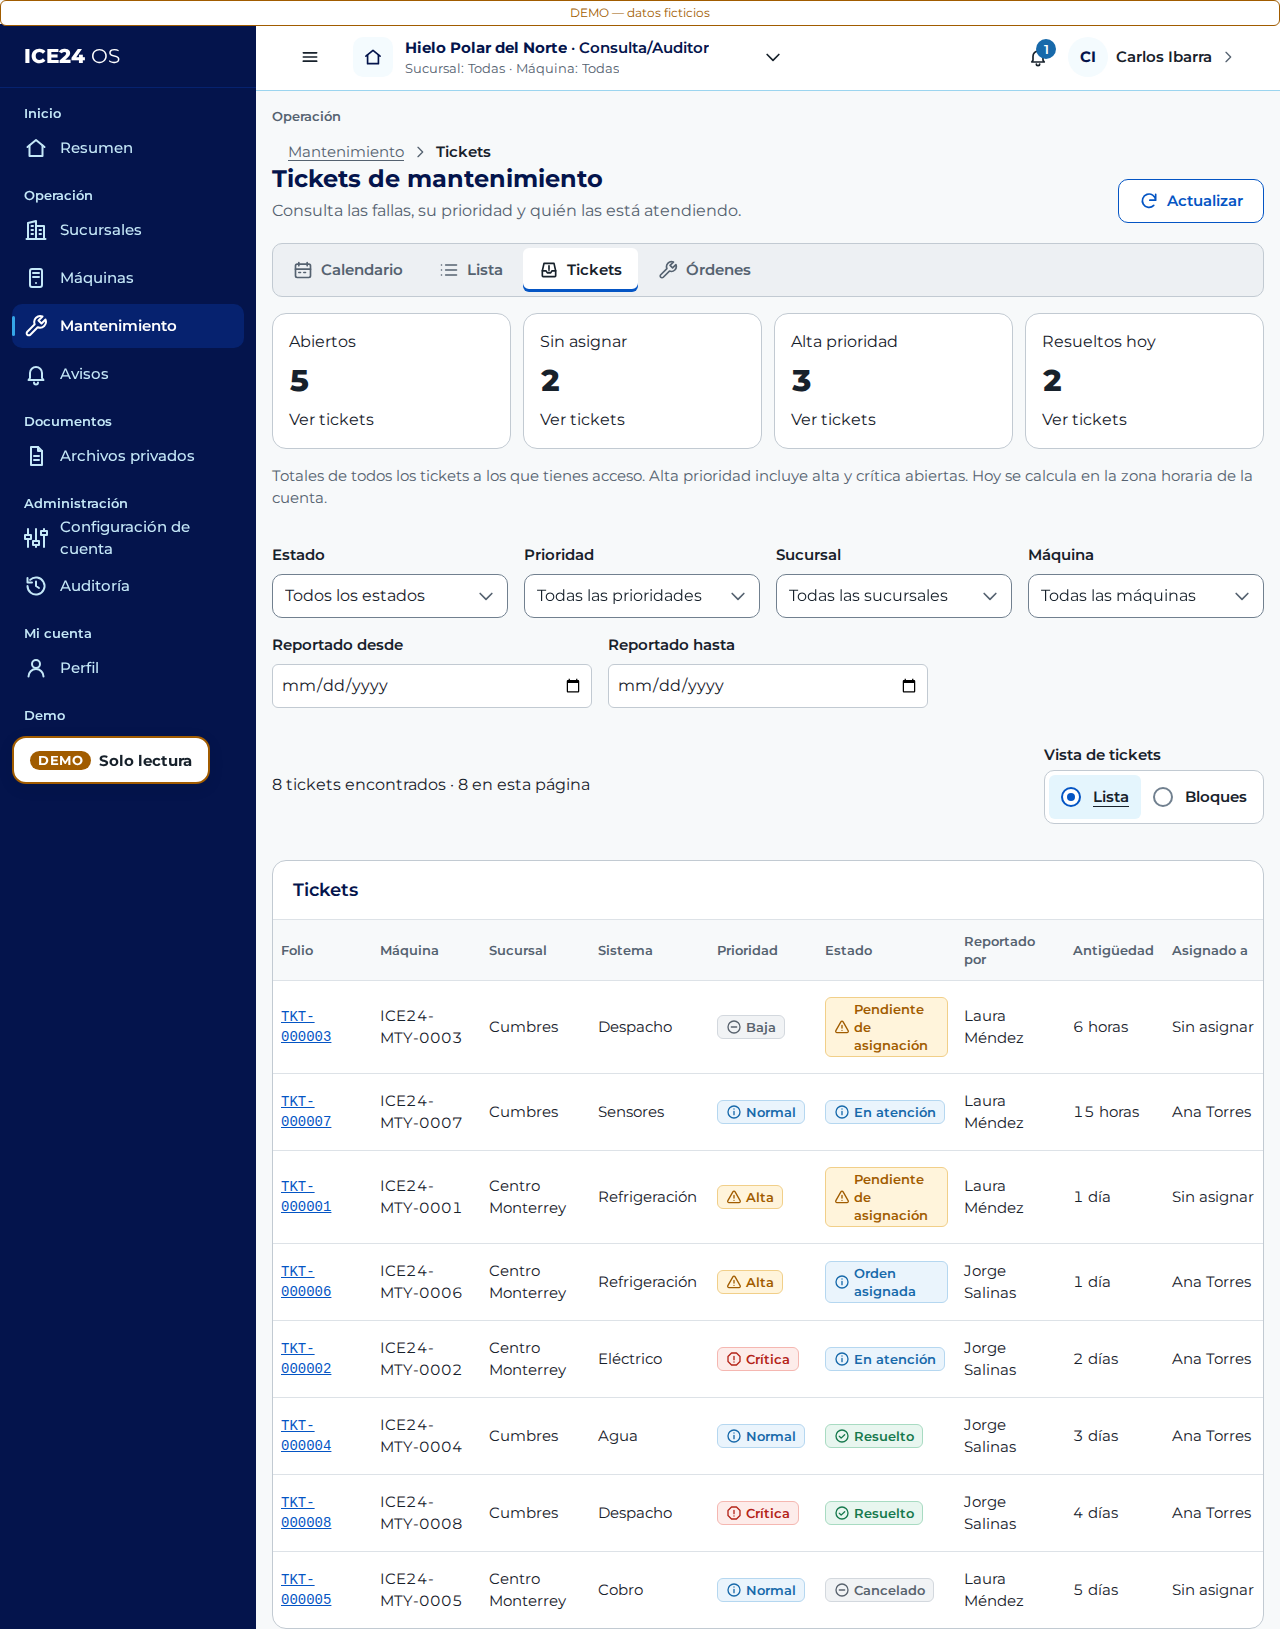 DEMO — datos ficticios
ICE24 OS
Hielo Polar del Norte · Consulta/Auditor
Sucursal: Todas · Máquina: Todas
1
CI
Carlos Ibarra
Inicio
Resumen
Operación
Sucursales
Máquinas
Mantenimiento
Avisos
Documentos
Archivos privados
Administración
Configuración de
cuenta
Auditoría
Mi cuenta
Perfil
Demo
DEMO Solo lectura
Operación
Mantenimiento > Tickets
Tickets de mantenimiento
Consulta las fallas, su prioridad y quién las está atendiendo.
Actualizar
Calendario Lista Tickets Órdenes
Abiertos
5
Ver tickets
Sin asignar
2
Ver tickets
Alta prioridad
3
Ver tickets
Resueltos hoy
2
Ver tickets
Totales de todos los tickets a los que tienes acceso. Alta prioridad incluye alta y crítica abiertas. Hoy se calcula en la zona horaria de la
cuenta.
Estado
Todos los estados
Prioridad
Todas las prioridades
Sucursal
Todas las sucursales
Máquina
Todas las máquinas
Reportado desde
mm/dd/yyyy
Reportado hasta
mm/dd/yyyy
8 tickets encontrados · 8 en esta página
Vista de tickets
Lista Bloques
Tickets
Folio Máquina Sucursal Sistema Prioridad Estado Reportado por Antigüedad Asignado a
TKT-000003 ICE24-MTY-0003 Cumbres Despacho Baja Pendiente de asignación Laura Méndez 6 horas Sin asignar
TKT-000007 ICE24-MTY-0007 Cumbres Sensores Normal En atención Laura Méndez 15 horas Ana Torres
TKT-000001 ICE24-MTY-0001 Centro Monterrey Refrigeración Alta Pendiente de asignación Laura Méndez 1 día Sin asignar
TKT-000006 ICE24-MTY-0006 Centro Monterrey Refrigeración Alta Orden asignada Jorge Salinas 1 día Ana Torres
TKT-000002 ICE24-MTY-0002 Centro Monterrey Eléctrico Crítica En atención Jorge Salinas 2 días Ana Torres
TKT-000004 ICE24-MTY-0004 Cumbres Agua Normal Resuelto Jorge Salinas 3 días Ana Torres
TKT-000008 ICE24-MTY-0008 Cumbres Despacho Crítica Resuelto Jorge Salinas 4 días Ana Torres
TKT-000005 ICE24-MTY-0005 Centro Monterrey Cobro Normal Cancelado Laura Méndez 5 días Sin asignar